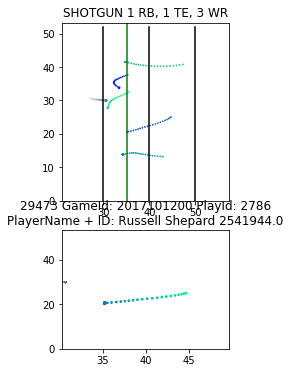 SHOTGUN 1 RB, 1 TE, 3 WR
50
40
30
20
10
0
30 40 50
29473 GameId: 2017101200 PlayId: 2786
PlayerName + ID: Russell Shepard 2541944.0
40
20
0
35 40 45